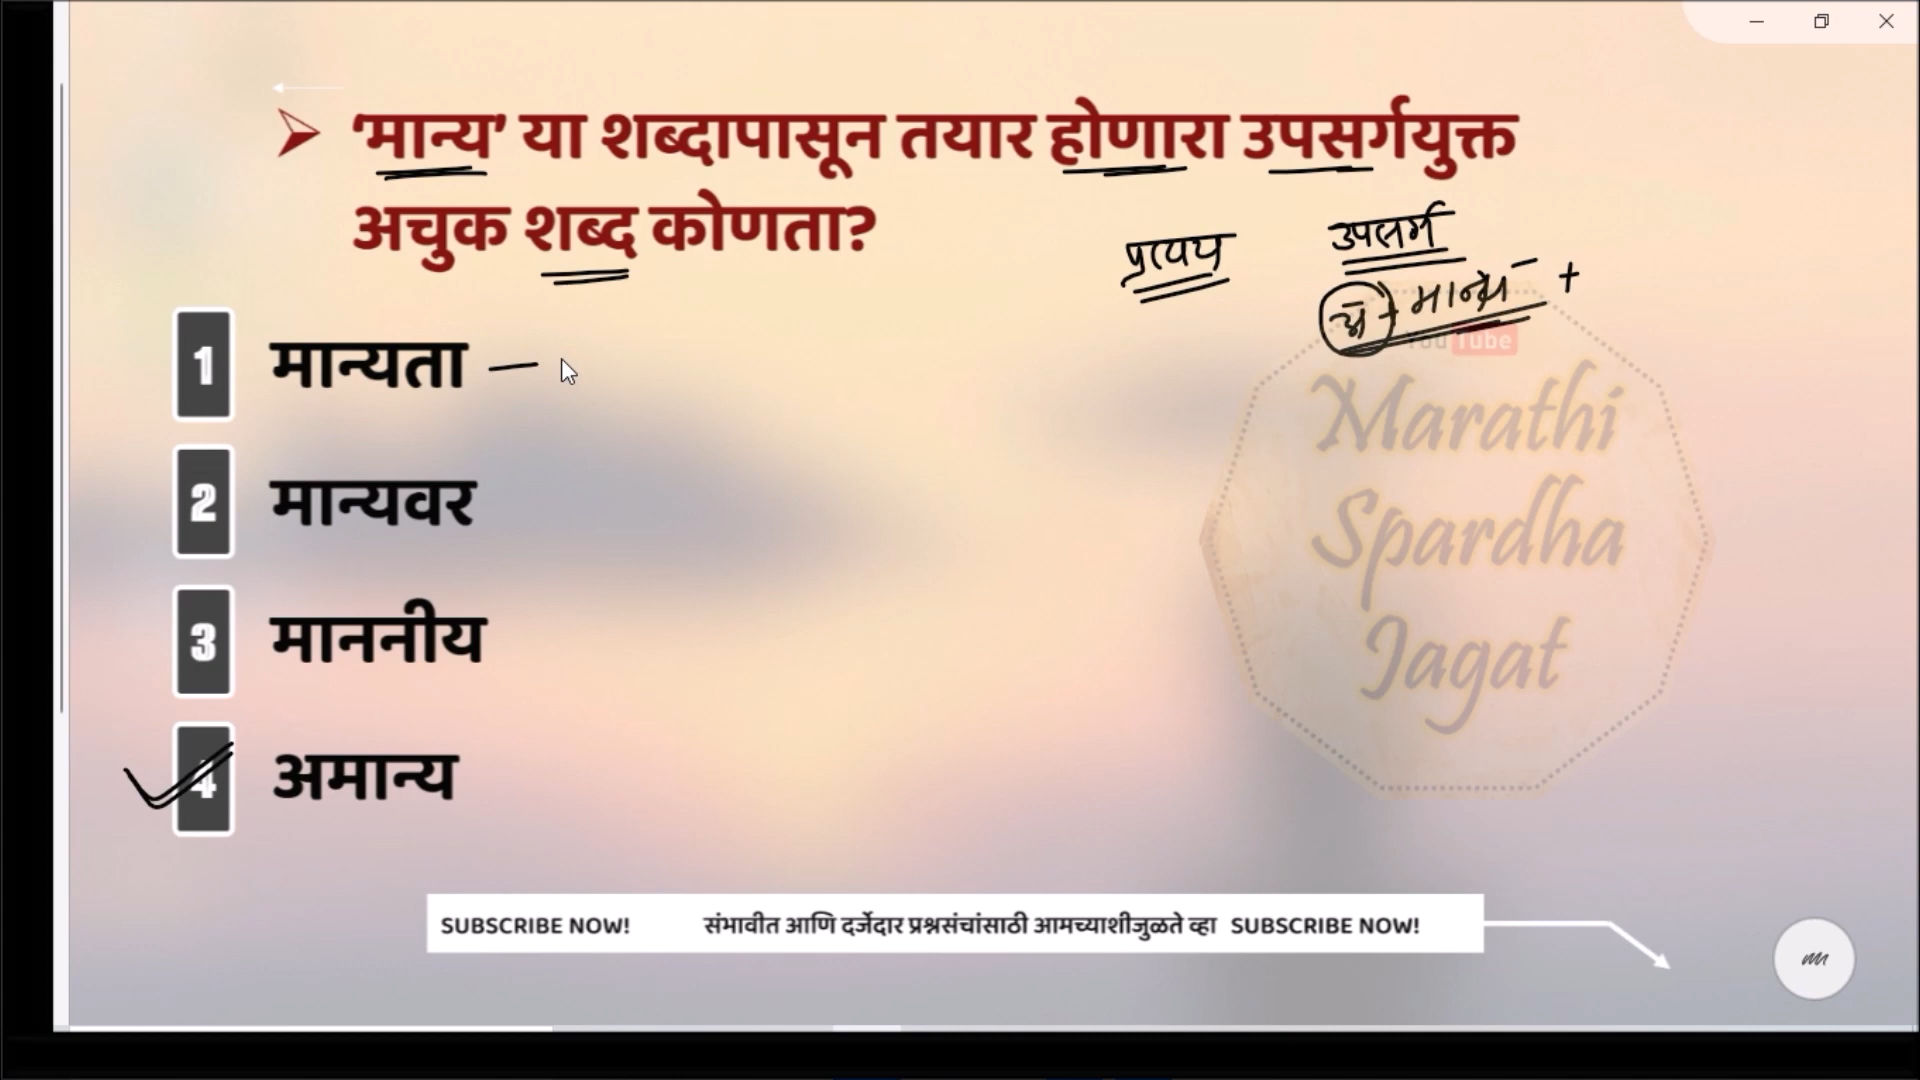 ‘मान्य’ या शब्दापासून तयार होणारा उपसर्गयुक्त
अचुक शब्द कोणता?
प्रत्यय उपसर्ग
अ + मान्य +
1 मान्यता
2 मान्यवर
3 माननीय
4 अमान्य
YouTube
Marathi
Spardha
Jagat
SUBSCRIBE NOW! संभावीत आणि दर्जेदार प्रश्नसंचांसाठी आमच्याशीजुळते व्हा SUBSCRIBE NOW!